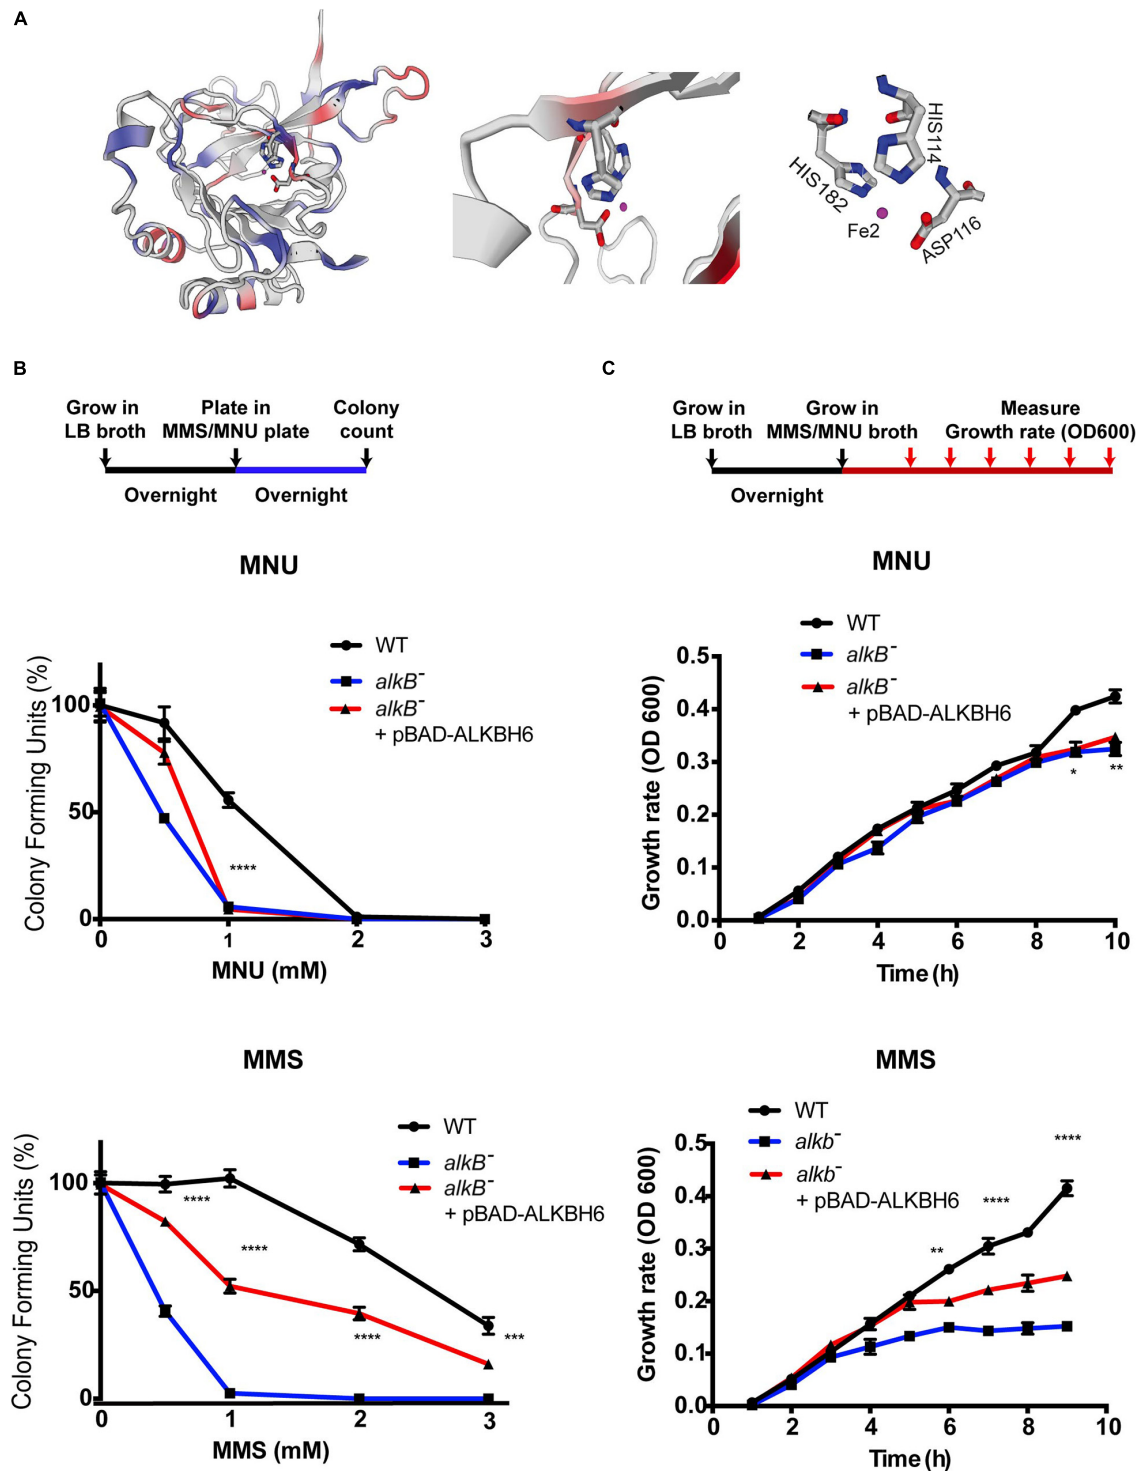 A
HIS114
HIS182
Fe2
ASP116
B
Grow in
LB broth
Plate in
MMS/MNU plate
Colony
count
Overnight
Overnight
MNU
WT
alkB-
alkB-
+ pBAD-ALKBH6
Colony Forming Units (%)
100
50
0
****
0
1
2
3
MNU (mM)
MMS
WT
alkB-
alkB-
+ pBAD-ALKBH6
Colony Forming Units (%)
100
50
0
****
****
****
***
0
1
2
3
MMS (mM)
C
Grow in
LB broth
Grow in
MMS/MNU broth
Measure
Growth rate (OD600)
Overnight
MNU
WT
alkB-
alkB-
+ pBAD-ALKBH6
Growth rate (OD 600)
0.5
0.4
0.3
0.2
0.1
0.0
*
**
0
2
4
6
8
10
Time (h)
MMS
WT
alkb-
alkb-
+ pBAD-ALKBH6
Growth rate (OD 600)
0.5
0.4
0.3
0.2
0.1
0.0
**
****
****
0
2
4
6
8
10
Time (h)